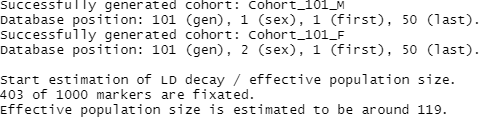 Successfully generated cohort: Cohort_101_M
Database position: 101 (gen), 1 (sex), 1 (first), 50 (last).
Successfully generated cohort: Cohort_101_F
Database position: 101 (gen), 2 (sex), 1 (first), 50 (last).
Start estimation of LD decay / effective population size.
403 of 1000 markers are fixated.
Effective population size is estimated to be around 119.